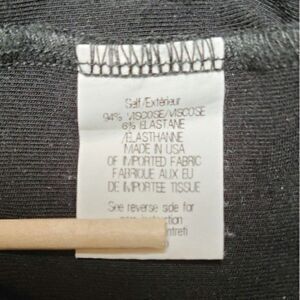 Self/Extérieur
94% VISCOSE/VISCOSE
6% ELASTANE
/ELASTHANNE
MADE IN USA
OF IMPORTED FABRIC
FABRIQUE AUX EU
DE IMPORTEE TISSUE
See reverse side for